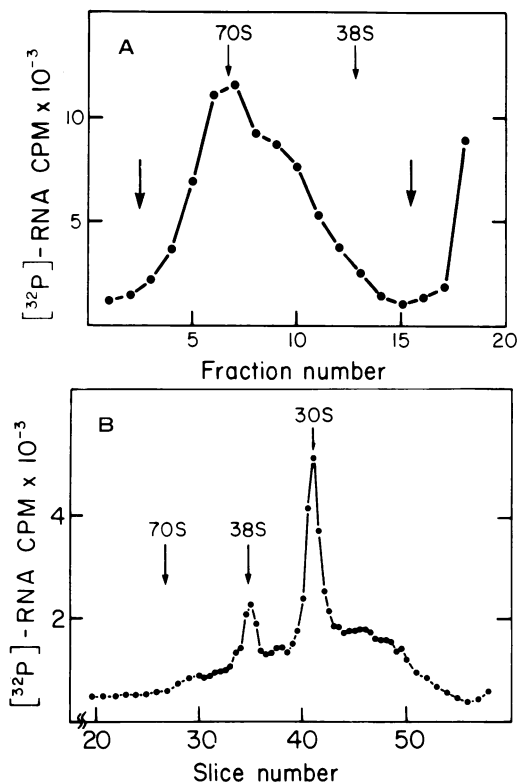 A
70S
38S
[³²P]-RNA CPM x 10⁻³
10
5
5
10
15
20
Fraction number
B
30S
70S
38S
[³²P]-RNA CPM x 10⁻³
4
2
20
30
40
50
Slice number